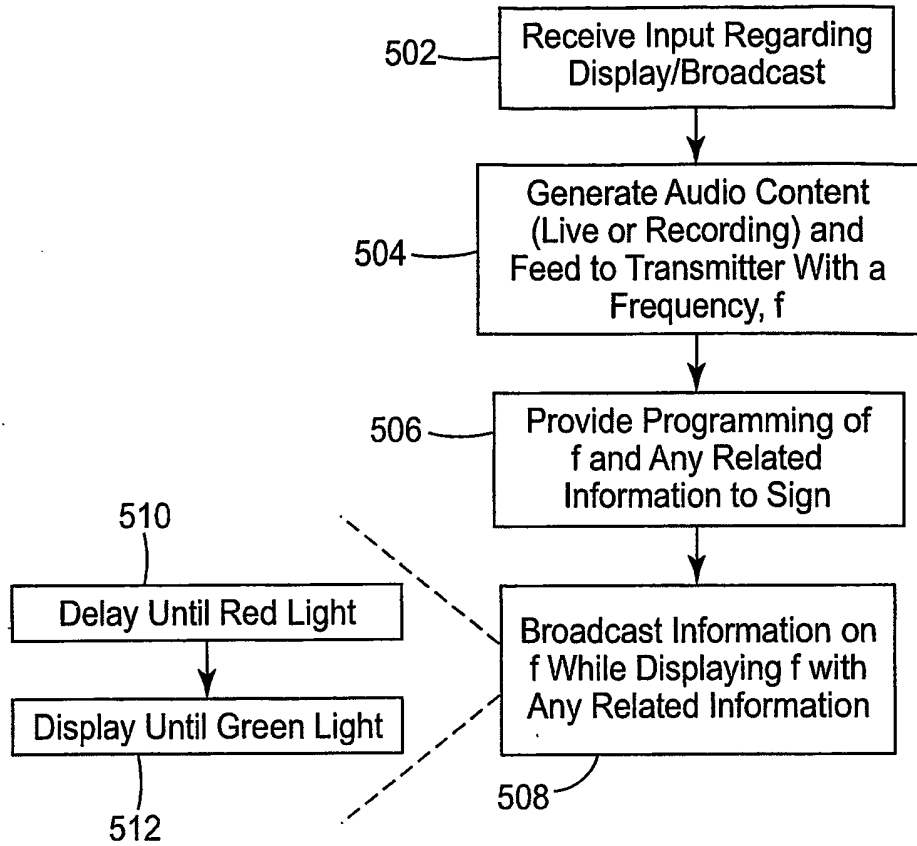 502
Receive Input Regarding
Display/Broadcast
504
Generate Audio Content
(Live or Recording) and
Feed to Transmitter With a
Frequency, f
506
Provide Programming of
f and Any Related
Information to Sign
510
Delay Until Red Light
Display Until Green Light
512
Broadcast Information on
f While Displaying f with
Any Related Information
508